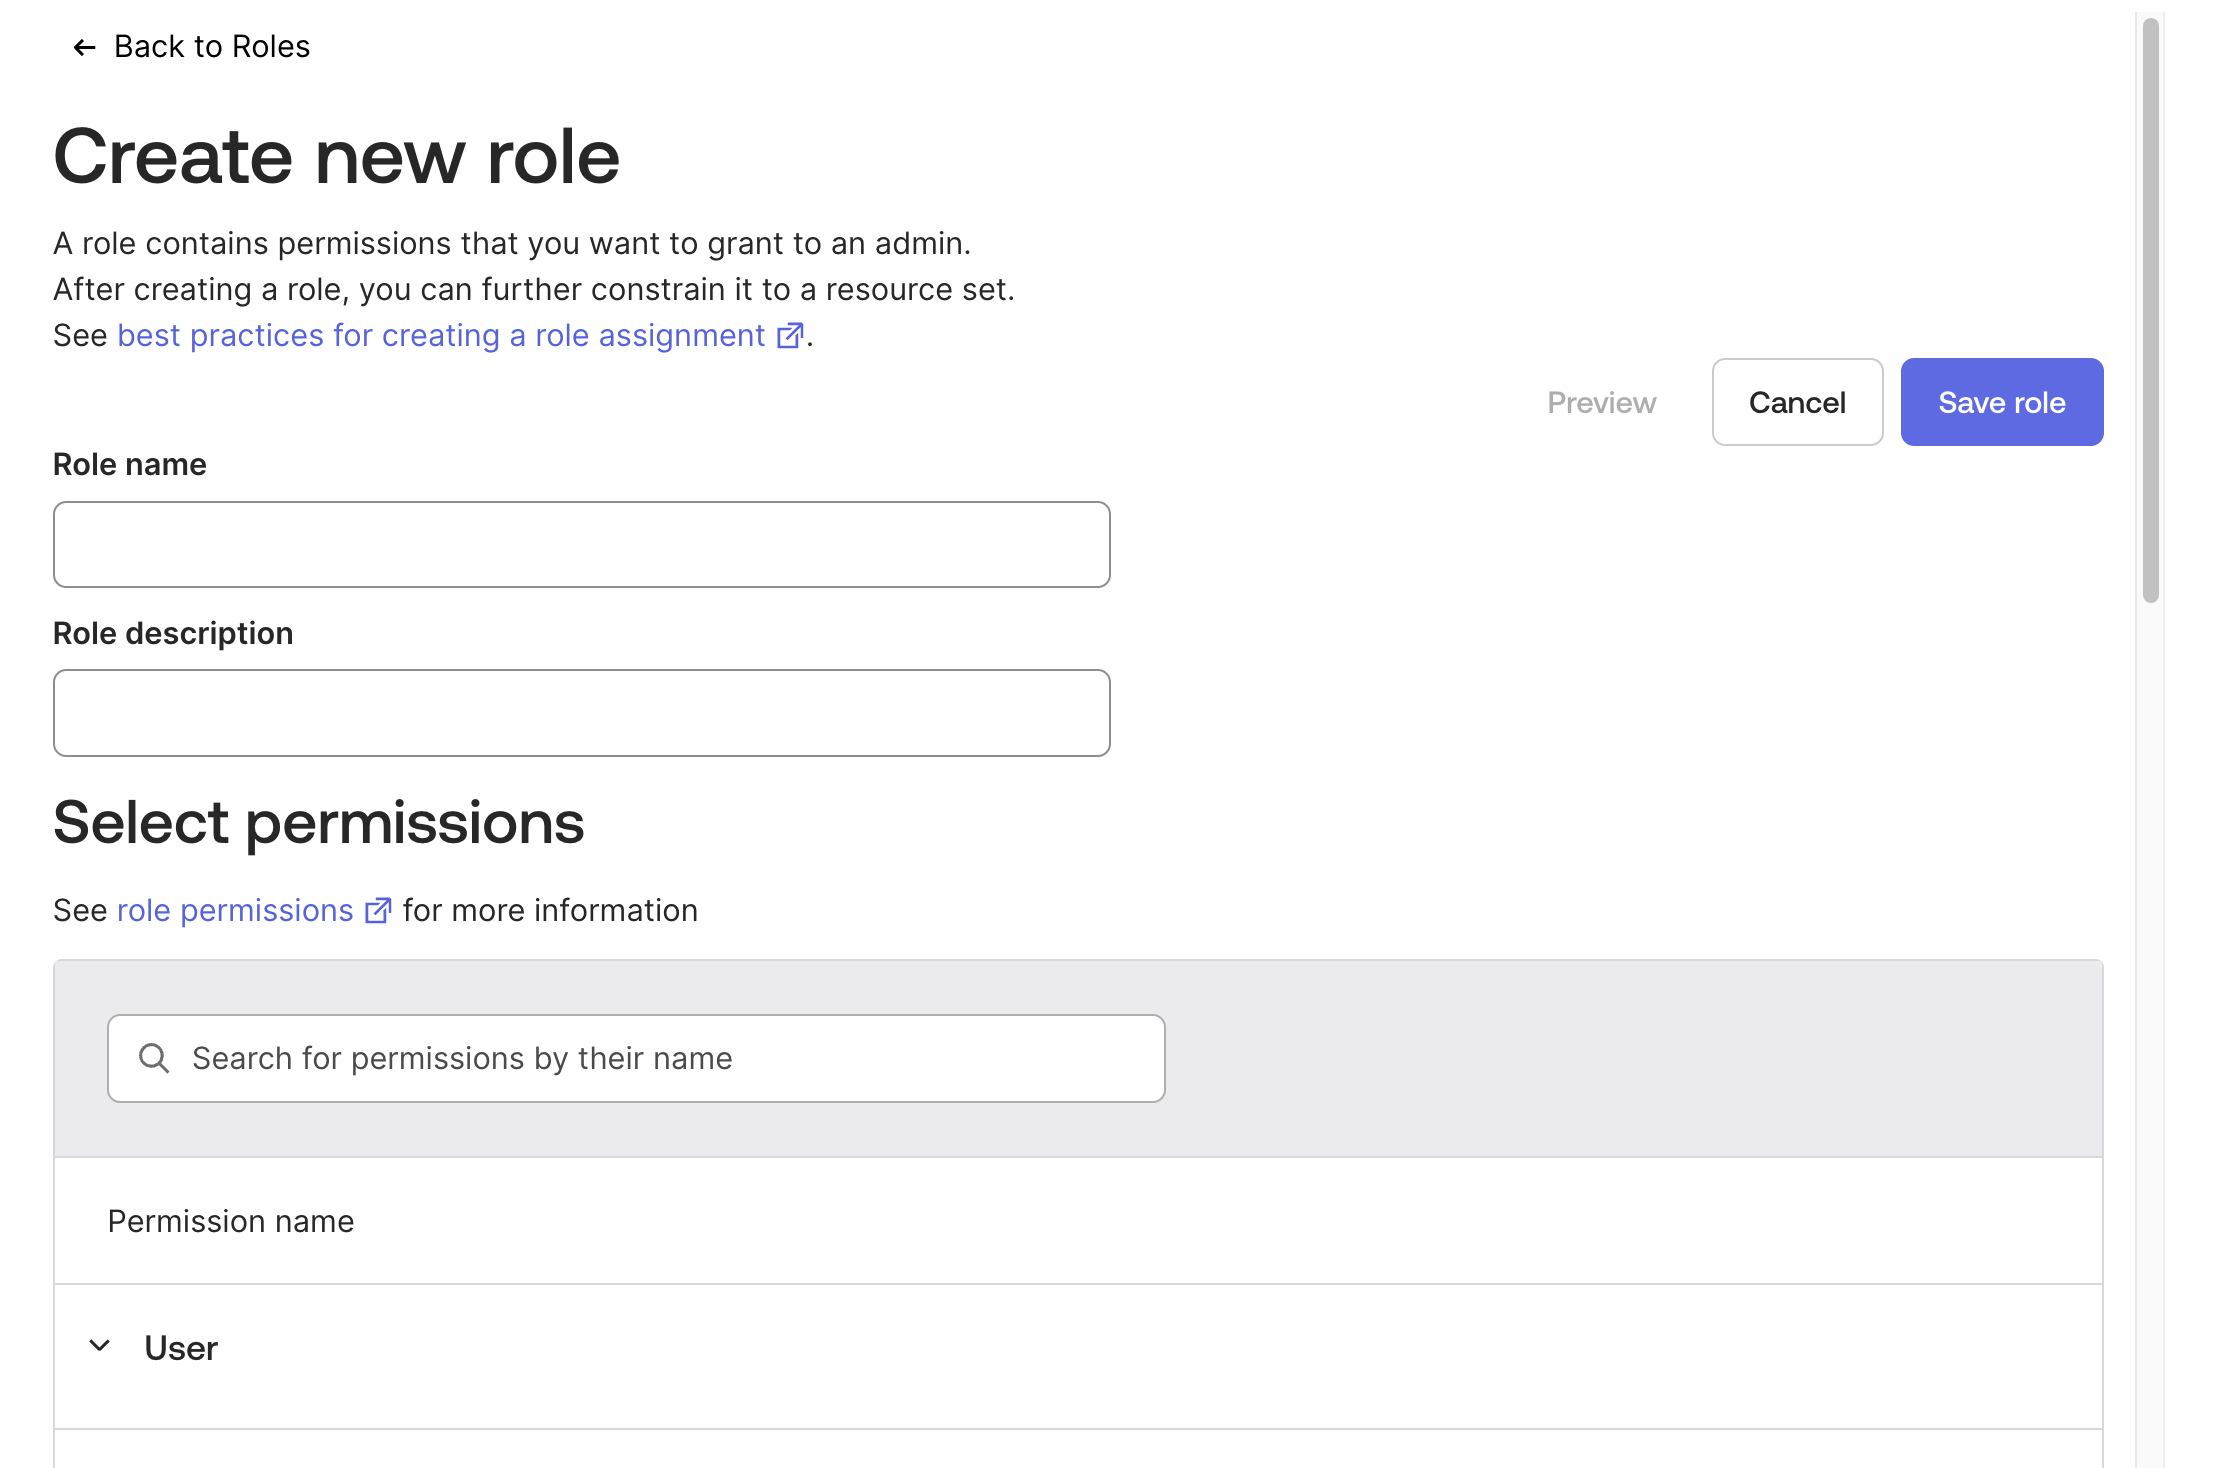 Back to Roles
Create new role
A role contains permissions that you want to grant to an admin.
After creating a role, you can further constrain it to a resource set.
See best practices for creating a role assignment.
Preview
Cancel
Save role
Role name
Role description
Select permissions
See role permissions for more information
Search for permissions by their name
Permission name
User